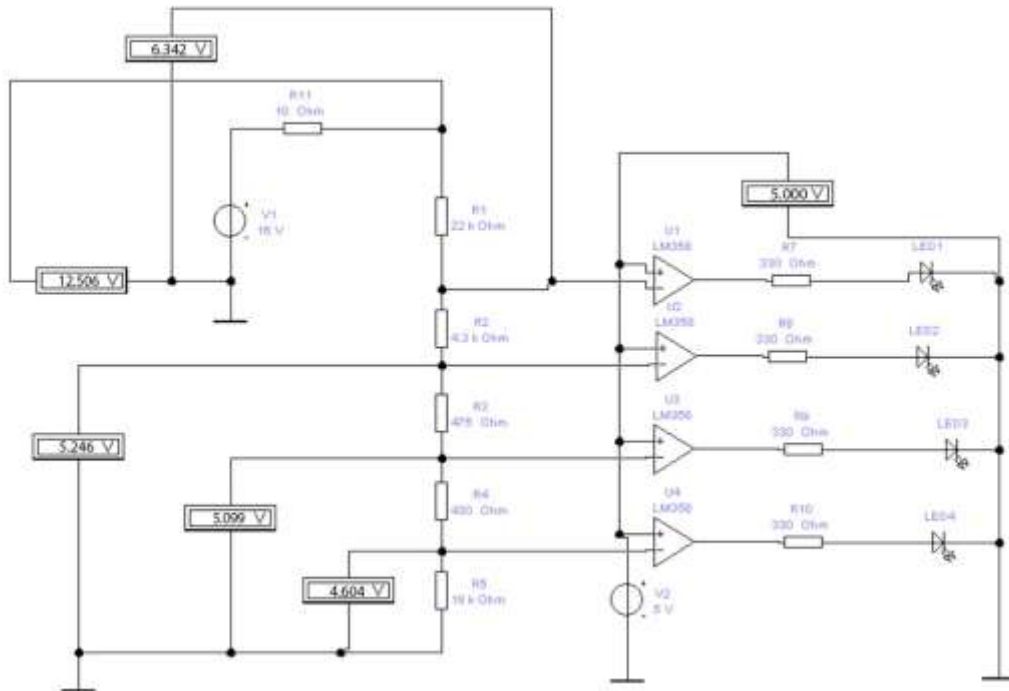 6.342 V
R11
10 Ohm
V1
R1
22 k Ohm
5.000 V
U1
LM358
R7
330 Ohm
LED1
12.506 V
R2
U2
LM358
330 Ohm
LED2
R3
U3
LM358
R9
330 Ohm
LED3
5.246 V
R4
U4
LM358
R10
330 Ohm
LED4
5.099 V
4.604 V
R5
V2
5 V